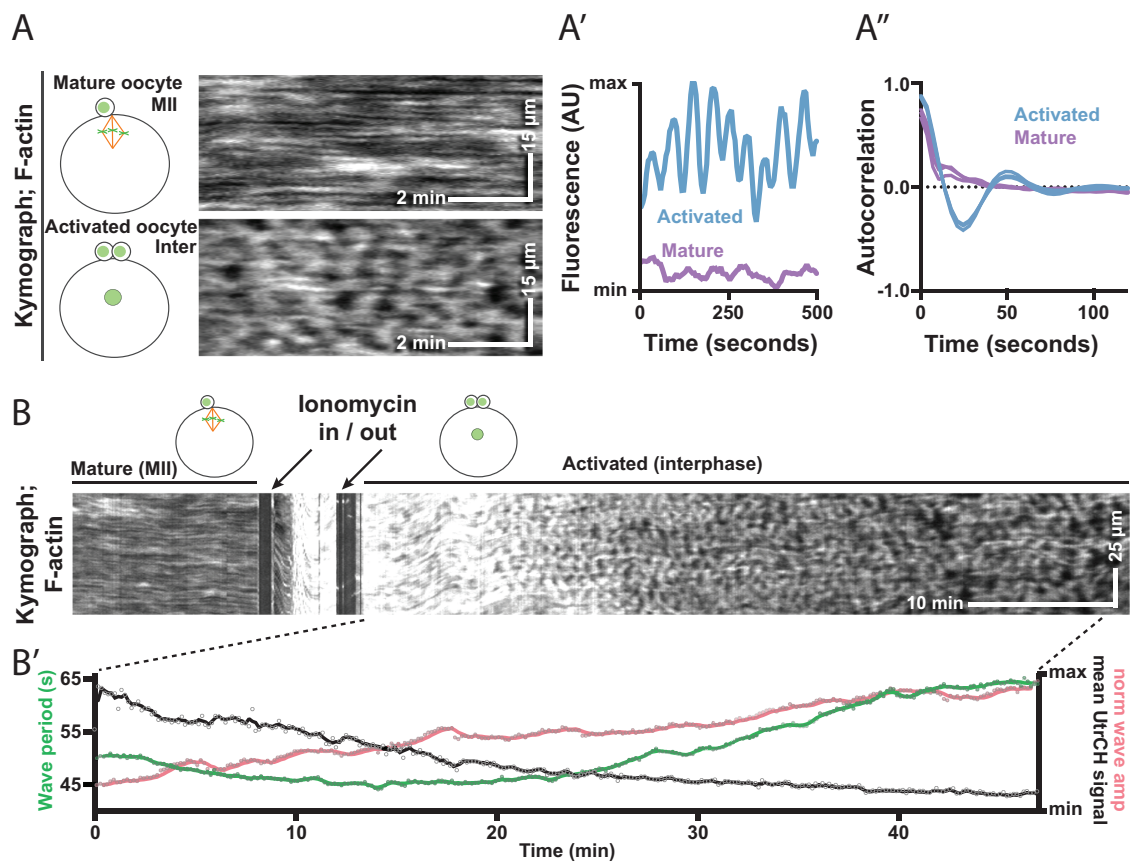 A
Kymograph; F-actin
Mature oocyte
MII
15 µm
2 min
Activated oocyte
Inter
15 µm
2 min
A'
Fluorescence (AU)
max
min
Activated
Mature
0
250
500
Time (seconds)
A''
Autocorrelation
1.0
0.0
-1.0
Activated
Mature
0
50
100
Time (seconds)
B
Ionomycin
in / out
Mature (MII)
Activated (interphase)
Kymograph;
F-actin
25 µm
10 min
B'
Wave period (s)
65
55
45
max
min
mean UtrCH signal
norm wave amp
0
10
20
30
40
Time (min)